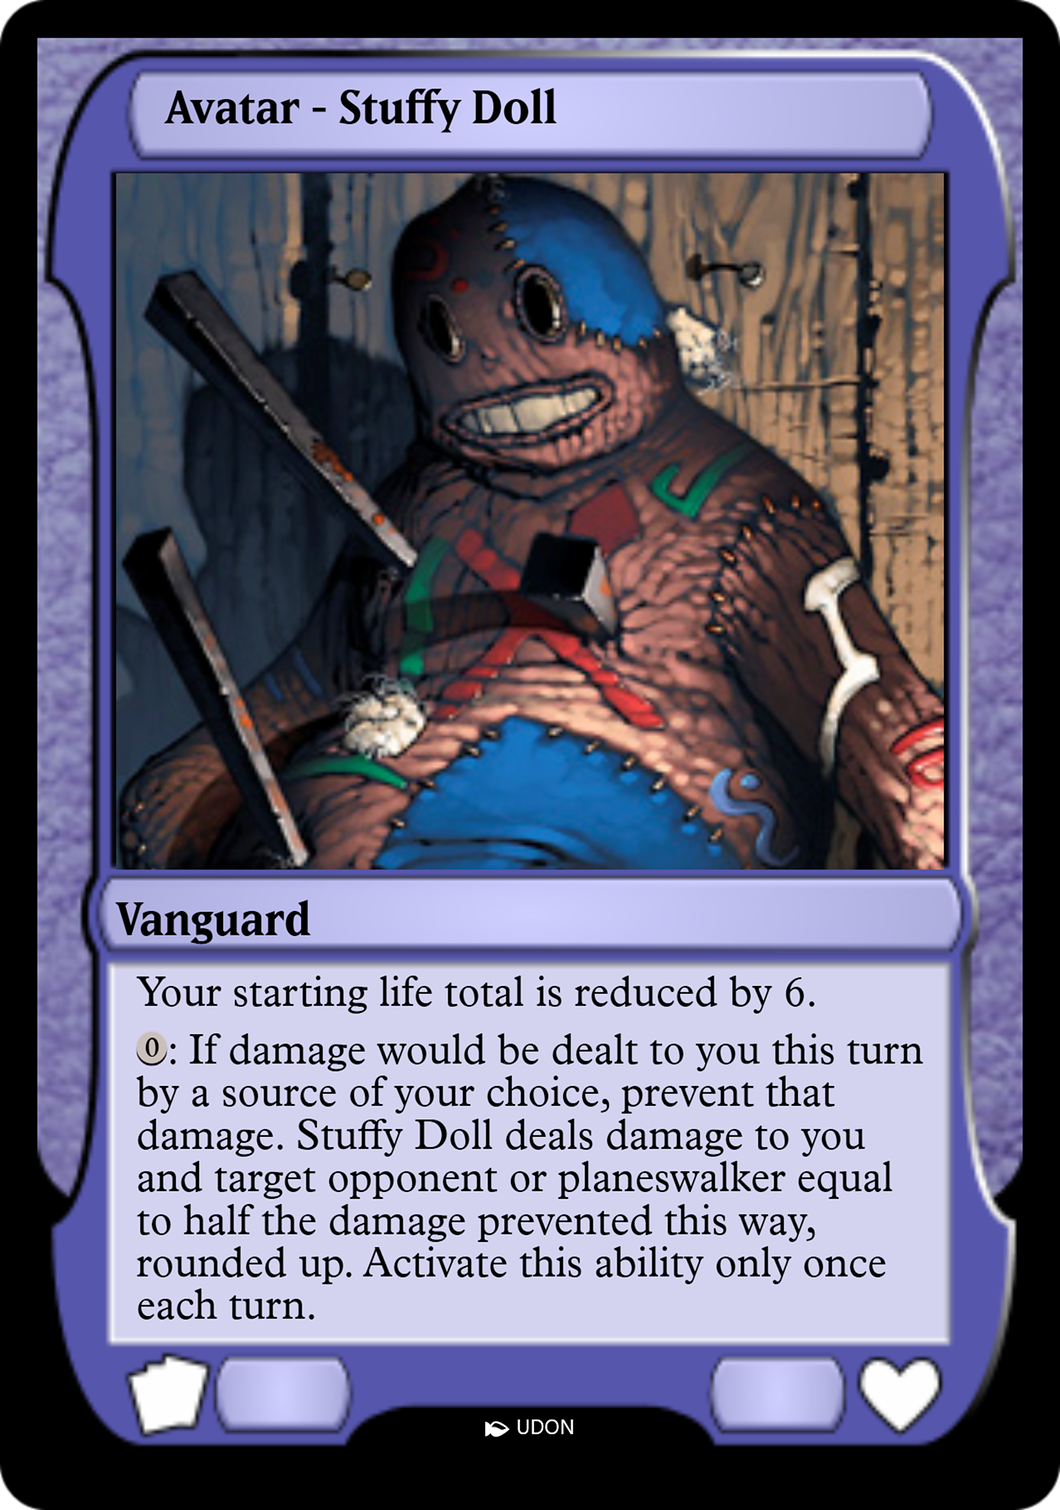 Avatar - Stuffy Doll
Vanguard
Your starting life total is reduced by 6.
0: If damage would be dealt to you this turn
by a source of your choice, prevent that
damage. Stuffy Doll deals damage to you
and target opponent or planeswalker equal
to half the damage prevented this way,
rounded up. Activate this ability only once
each turn.
UDON